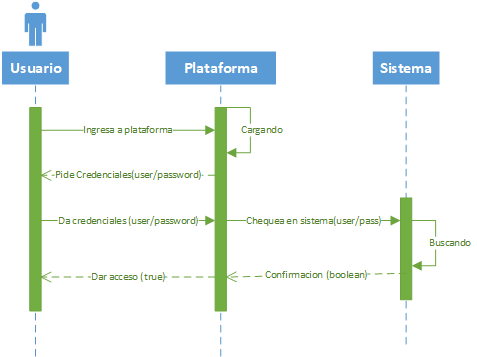 Usuario
Plataforma
Sistema
Ingresa a plataforma
Cargando
Pide Credenciales(user/password)
Da credenciales (user/password)
Chequea en sistema(user/pass)
Buscando
Confirmacion (boolean)
Dar acceso (true)